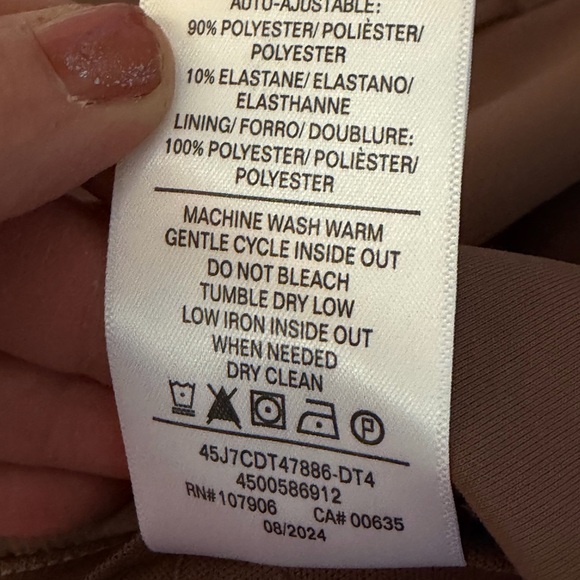 AUTO-AJUSTABLE:
90% POLYESTER/ POLIÈSTER/
POLYESTER
10% ELASTANE/ ELASTANO/
ELASTHANNE
LINING/ FORRO/ DOUBLURE:
100% POLYESTER/ POLIÈSTER/
POLYESTER
MACHINE WASH WARM
GENTLE CYCLE INSIDE OUT
DO NOT BLEACH
TUMBLE DRY LOW
LOW IRON INSIDE OUT
WHEN NEEDED
DRY CLEAN
P
45J7CDT47886-DT4
4500586912
RN#107906 CA# 00635
08/2024